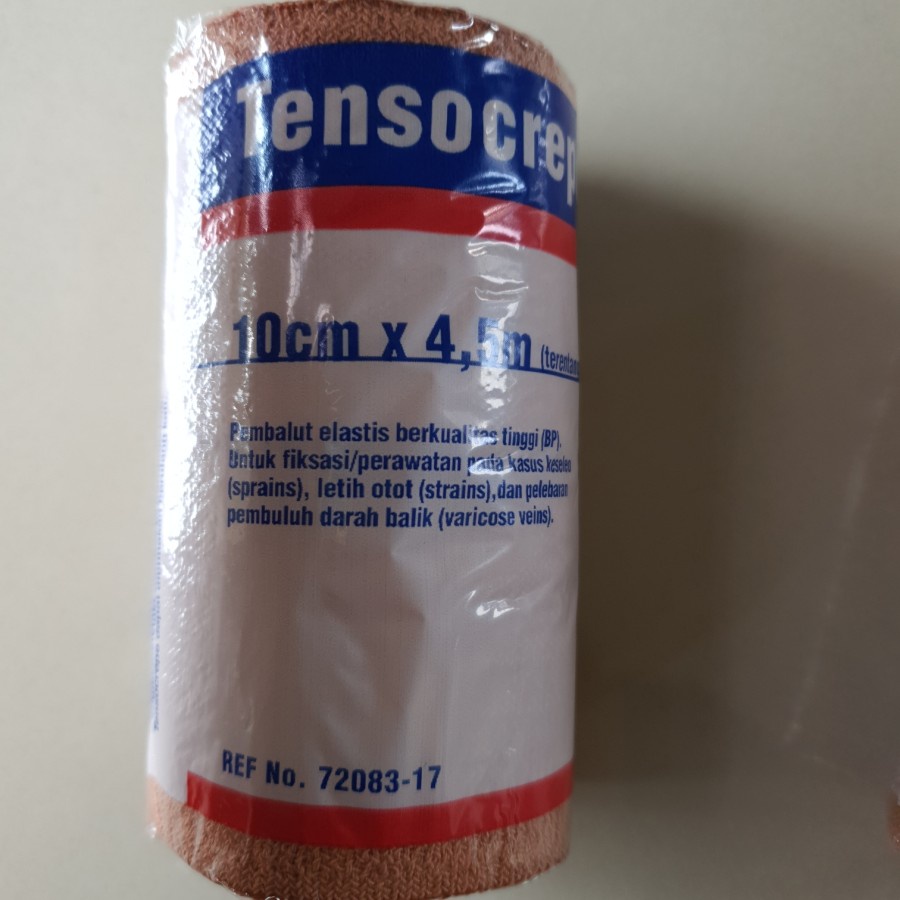 Tensocrep
10cm x 4,5m (terentang
Pembalut elastis berkualitas tinggi (BP).
Untuk fiksasi/perawatan pada kasus keseleo
(sprains), letih otot (strains),dan pelebaran
pembuluh darah balik (varicose veins).
REF No. 72083-17